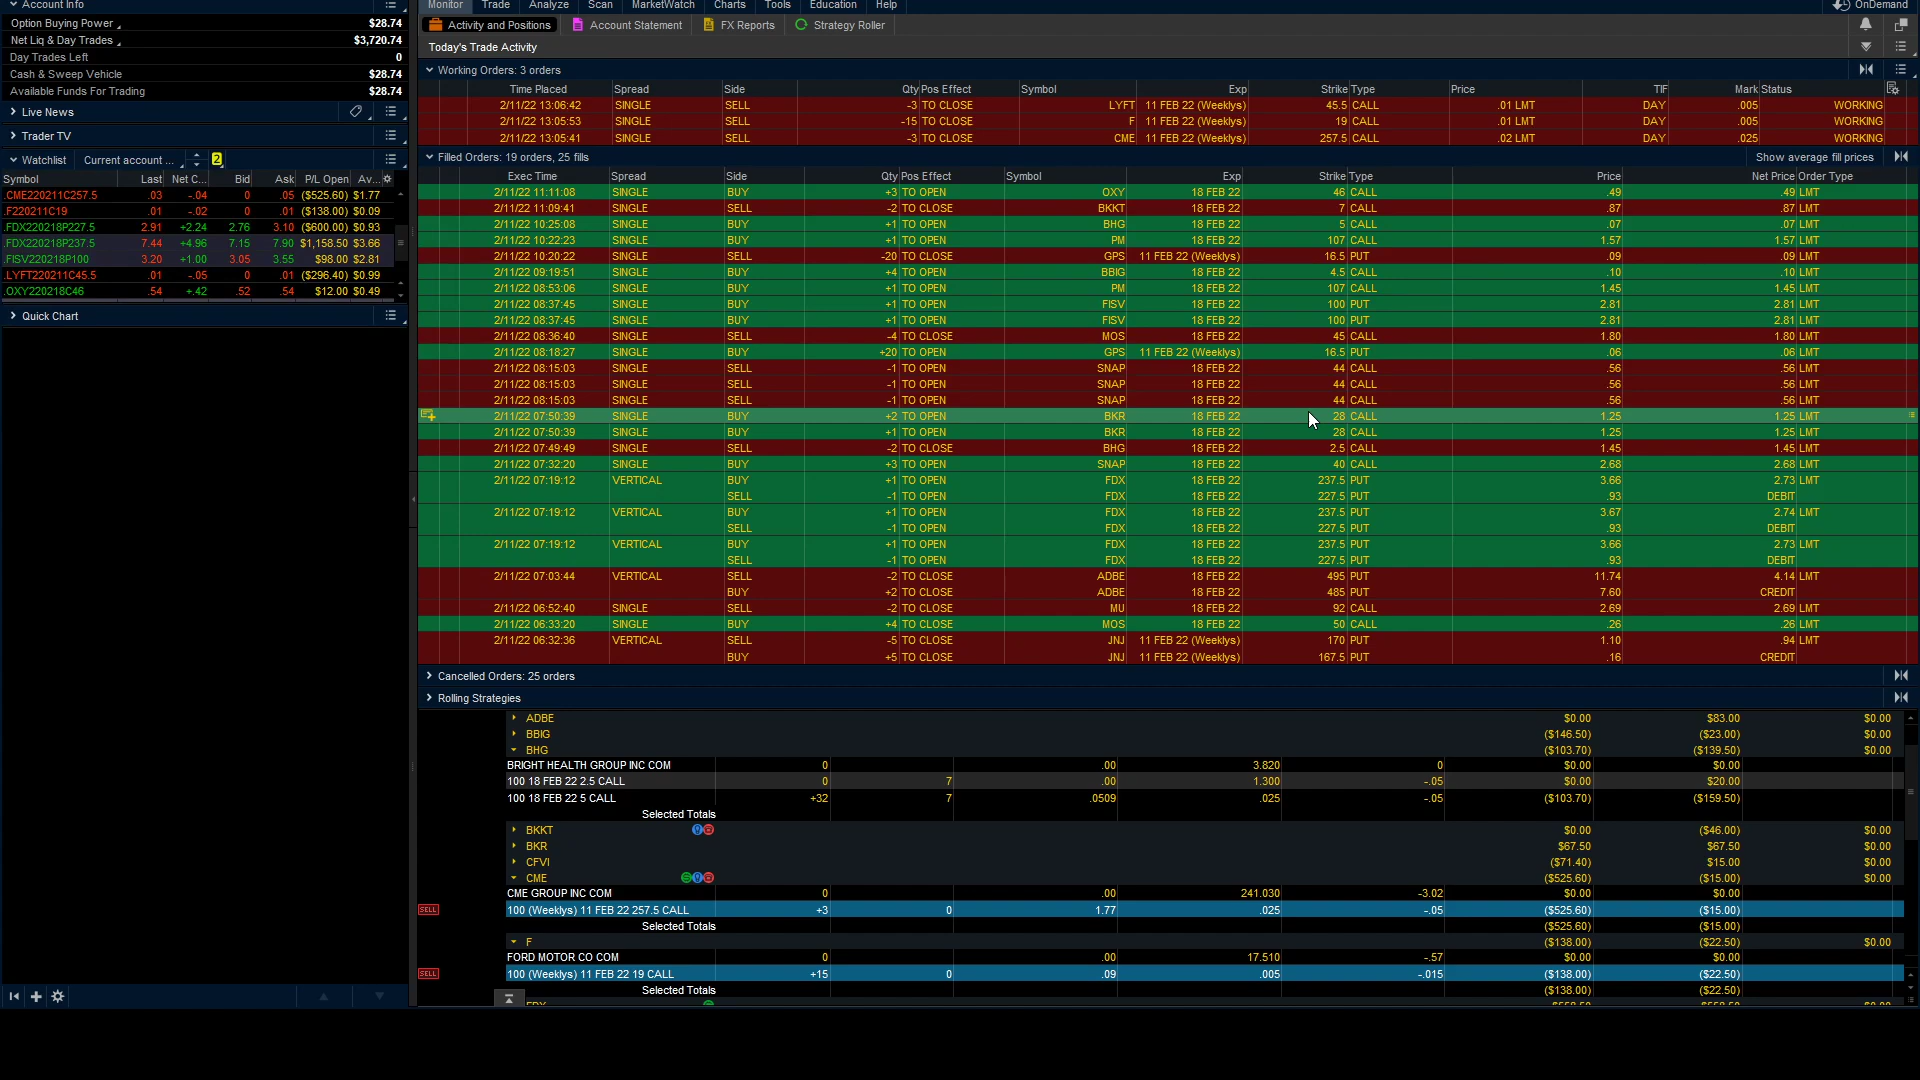 Account Info
Option Buying Power $28.74
Net Liq & Day Trades $3,720.74
Day Trades Left 0
Cash & Sweep Vehicle $28.74
Available Funds For Trading $28.74
Live News
Trader TV
Watchlist Current account ... 2
Symbol Last Net C... Bid Ask P/L Open Av...
.CME220211C257.5 .03 -.04 0 .05 ($525.60) $1.77
.F220211C19 .01 -.02 0 .01 ($138.00) $0.09
.FDX220218P227.5 2.91 +2.24 2.76 3.10 ($600.00) $0.93
.FDX220218P237.5 7.44 +4.96 7.15 7.90 $1,158.50 $3.66
.FISV220218P100 3.20 +1.00 3.05 3.55 $98.00 $2.81
.LYFT220211C45.5 .01 -.05 0 .01 ($296.40) $0.99
.OXY220218C46 .54 +.42 .52 .54 $12.00 $0.49
Quick Chart
Monitor Trade Analyze Scan MarketWatch Charts Tools Education Help OnDemand
Activity and Positions Account Statement FX Reports Strategy Roller
Today's Trade Activity
Working Orders: 3 orders
Time Placed Spread Side Qty Pos Effect Symbol Exp Strike Type Price TIF Mark Status
2/11/22 13:06:42 SINGLE SELL -3 TO CLOSE LYFT 11 FEB 22 (Weeklys) 45.5 CALL .01 LMT DAY .005 WORKING
2/11/22 13:05:53 SINGLE SELL -15 TO CLOSE F 11 FEB 22 (Weeklys) 19 CALL .01 LMT DAY .005 WORKING
2/11/22 13:05:41 SINGLE SELL -3 TO CLOSE CME 11 FEB 22 (Weeklys) 257.5 CALL .02 LMT DAY .025 WORKING
Filled Orders: 19 orders, 25 fills Show average fill prices
Exec Time Spread Side Qty Pos Effect Symbol Exp Strike Type Price Net Price Order Type
2/11/22 11:11:08 SINGLE BUY +3 TO OPEN OXY 18 FEB 22 46 CALL .49 .49 LMT
2/11/22 11:09:41 SINGLE SELL -2 TO CLOSE BKKT 18 FEB 22 7 CALL .87 .87 LMT
2/11/22 10:25:08 SINGLE BUY +1 TO OPEN BHG 18 FEB 22 5 CALL .07 .07 LMT
2/11/22 10:22:23 SINGLE BUY +1 TO OPEN PM 18 FEB 22 107 CALL 1.57 1.57 LMT
2/11/22 10:20:22 SINGLE SELL -20 TO CLOSE GPS 11 FEB 22 (Weeklys) 16.5 PUT .09 .09 LMT
2/11/22 09:19:51 SINGLE BUY +4 TO OPEN BBIG 18 FEB 22 4.5 CALL .10 .10 LMT
2/11/22 08:53:06 SINGLE BUY +1 TO OPEN PM 18 FEB 22 107 CALL 1.45 1.45 LMT
2/11/22 08:37:45 SINGLE BUY +1 TO OPEN FISV 18 FEB 22 100 PUT 2.81 2.81 LMT
2/11/22 08:37:45 SINGLE BUY +1 TO OPEN FISV 18 FEB 22 100 PUT 2.81 2.81 LMT
2/11/22 08:36:40 SINGLE SELL -4 TO CLOSE MOS 18 FEB 22 45 CALL 1.80 1.80 LMT
2/11/22 08:18:27 SINGLE BUY +20 TO OPEN GPS 11 FEB 22 (Weeklys) 16.5 PUT .06 .06 LMT
2/11/22 08:15:03 SINGLE SELL -1 TO OPEN SNAP 18 FEB 22 44 CALL .56 .56 LMT
2/11/22 08:15:03 SINGLE SELL -1 TO OPEN SNAP 18 FEB 22 44 CALL .56 .56 LMT
2/11/22 08:15:03 SINGLE SELL -1 TO OPEN SNAP 18 FEB 22 44 CALL .56 .56 LMT
2/11/22 07:50:39 SINGLE BUY +2 TO OPEN BKR 18 FEB 22 28 CALL 1.25 1.25 LMT
2/11/22 07:50:39 SINGLE BUY +1 TO OPEN BKR 18 FEB 22 28 CALL 1.25 1.25 LMT
2/11/22 07:49:49 SINGLE SELL -2 TO CLOSE BHG 18 FEB 22 2.5 CALL 1.45 1.45 LMT
2/11/22 07:32:20 SINGLE BUY +3 TO OPEN SNAP 18 FEB 22 40 CALL 2.68 2.68 LMT
2/11/22 07:19:12 VERTICAL BUY +1 TO OPEN FDX 18 FEB 22 237.5 PUT 3.66 2.73 LMT
SELL -1 TO OPEN FDX 18 FEB 22 227.5 PUT .93 DEBIT
2/11/22 07:19:12 VERTICAL BUY +1 TO OPEN FDX 18 FEB 22 237.5 PUT 3.67 2.74 LMT
SELL -1 TO OPEN FDX 18 FEB 22 227.5 PUT .93 DEBIT
2/11/22 07:19:12 VERTICAL BUY +1 TO OPEN FDX 18 FEB 22 237.5 PUT 3.66 2.73 LMT
SELL -1 TO OPEN FDX 18 FEB 22 227.5 PUT .93 DEBIT
2/11/22 07:03:44 VERTICAL SELL -2 TO CLOSE ADBE 18 FEB 22 495 PUT 11.74 4.14 LMT
BUY +2 TO CLOSE ADBE 18 FEB 22 485 PUT 7.60 CREDIT
2/11/22 06:52:40 SINGLE SELL -2 TO CLOSE MU 18 FEB 22 92 CALL 2.69 2.69 LMT
2/11/22 06:33:20 SINGLE BUY +4 TO CLOSE MOS 18 FEB 22 50 CALL .26 .26 LMT
2/11/22 06:32:36 VERTICAL SELL -5 TO CLOSE JNJ 11 FEB 22 (Weeklys) 170 PUT 1.10 .94 LMT
BUY +5 TO CLOSE JNJ 11 FEB 22 (Weeklys) 167.5 PUT .16 CREDIT
Cancelled Orders: 25 orders
Rolling Strategies
ADBE $0.00 $83.00 $0.00
BBIG ($146.50) ($23.00) $0.00
BHG ($103.70) ($139.50) $0.00
BRIGHT HEALTH GROUP INC COM 0 .00 3.820 0 $0.00 $0.00
100 18 FEB 22 2.5 CALL 0 7 .00 1.300 -.05 $0.00 $20.00
100 18 FEB 22 5 CALL +32 7 .0509 .025 -.05 ($103.70) ($159.50)
Selected Totals
BKKT $0.00 ($46.00) $0.00
BKR $67.50 $67.50 $0.00
CFVI ($71.40) $15.00 $0.00
CME ($525.60) ($15.00) $0.00
CME GROUP INC COM 0 .00 241.030 -3.02 $0.00 $0.00
SELL 100 (Weeklys) 11 FEB 22 257.5 CALL +3 0 1.77 .025 -.05 ($525.60) ($15.00)
Selected Totals ($525.60) ($15.00)
F ($138.00) ($22.50) $0.00
FORD MOTOR CO COM 0 .00 17.510 -.57 $0.00 $0.00
SELL 100 (Weeklys) 11 FEB 22 19 CALL +15 0 .09 .005 -.015 ($138.00) ($22.50)
Selected Totals ($138.00) ($22.50)